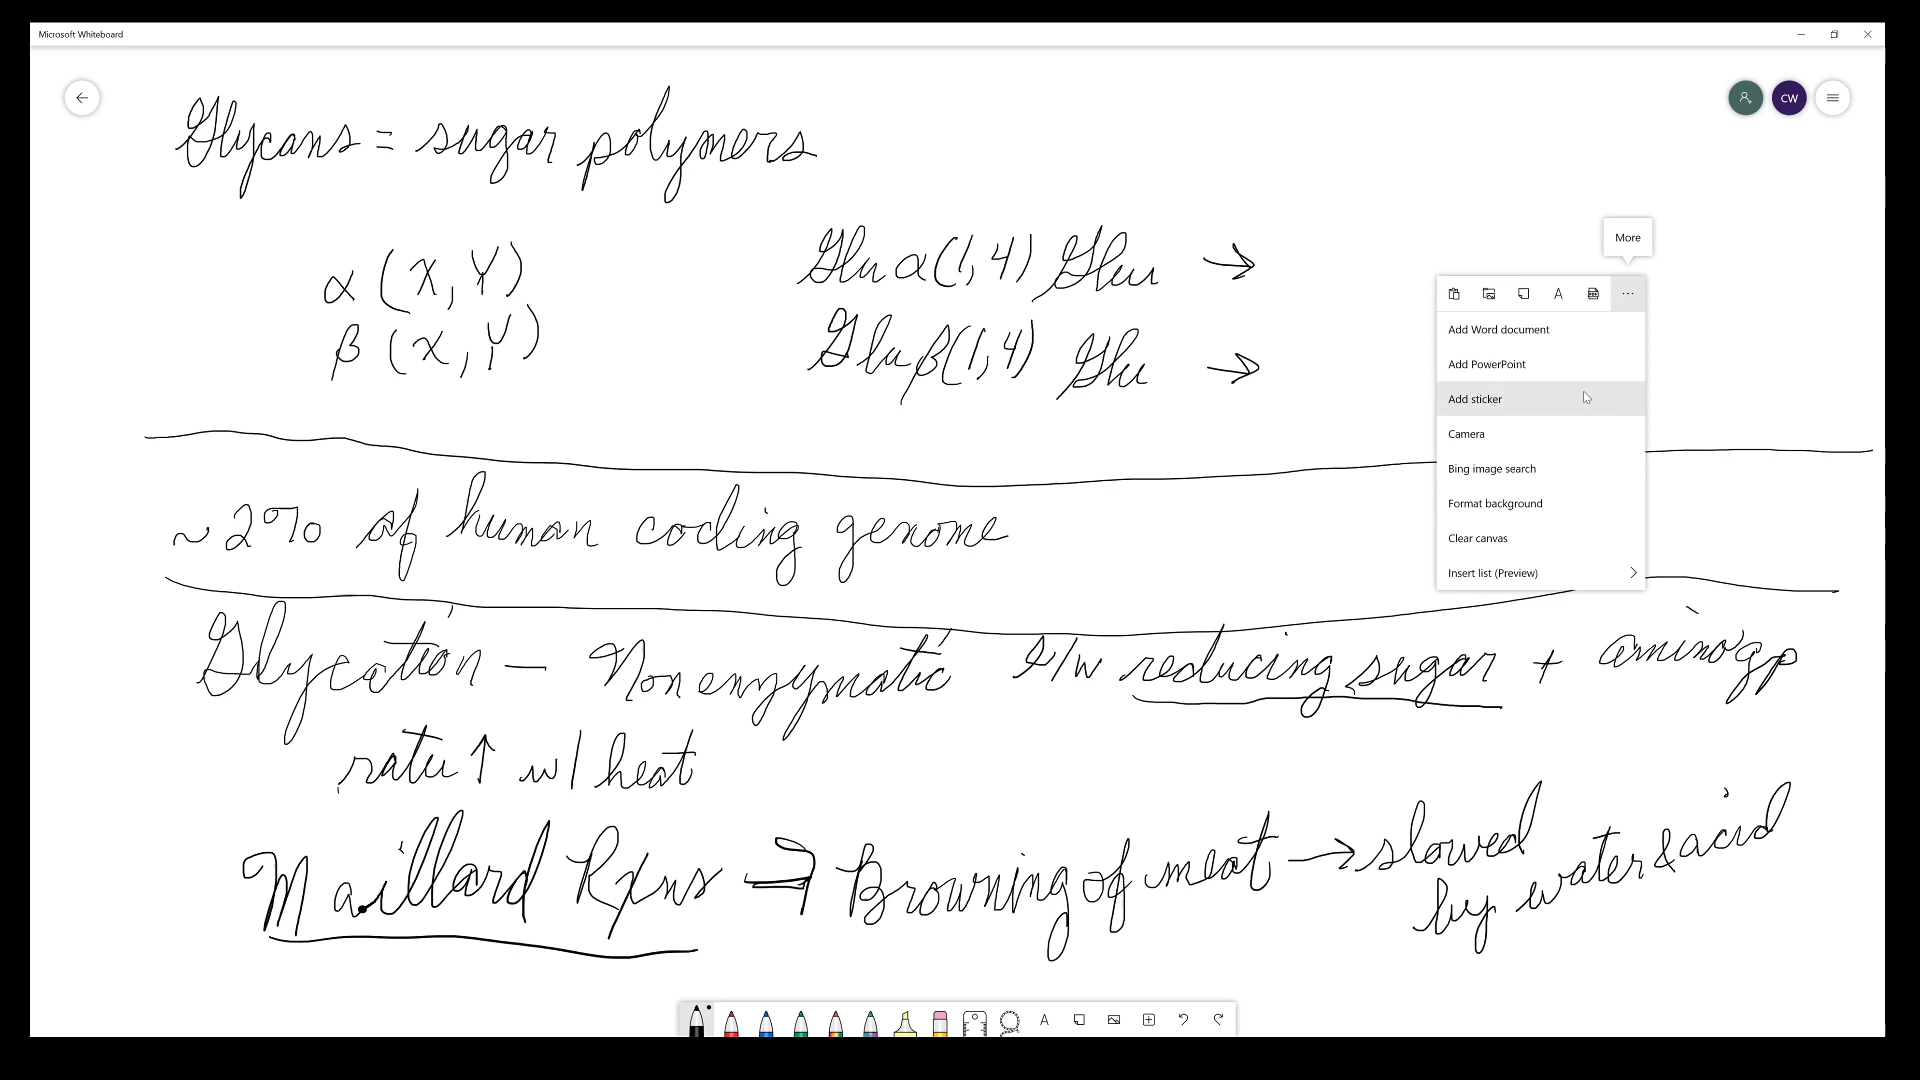 Microsoft Whiteboard
CW
Glycans = sugar polymers
More
α (X, Y)
Glu α(1,4) Glu →
β (X, Y)
Glu β(1,4) Glu →
Add Word document
Add PowerPoint
Add sticker
Camera
Bing image search
Format background
Clear canvas
Insert list (Preview)
~ 2% of human coding genome
Glycation — Nonenzymatic b/w reducing sugar + amino gp
rate ↑ w/ heat
Maillard Rxns → Browning of meat → slowed
by water & acid